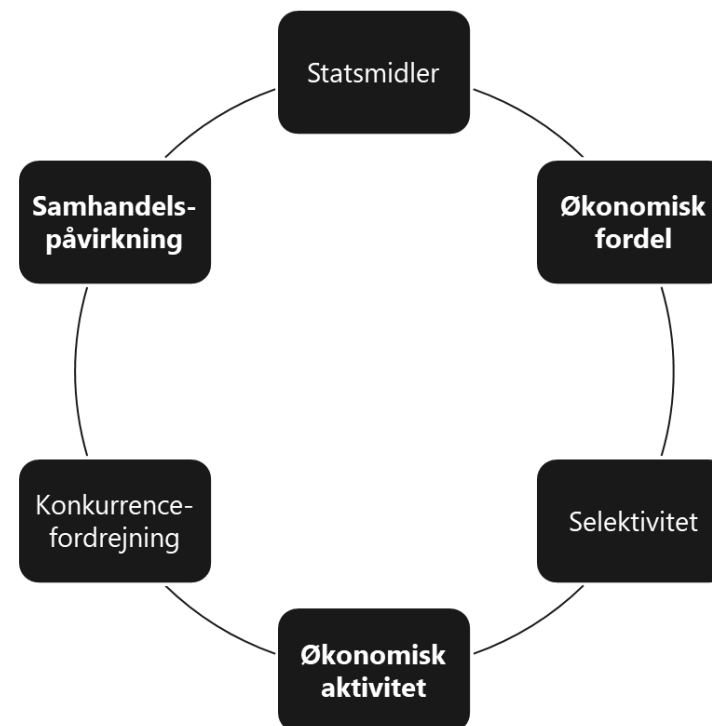 Statsmidler
Samhandels-
påvirkning
Økonomisk
fordel
Konkurrence-
fordrejning
Selektivitet
Økonomisk
aktivitet